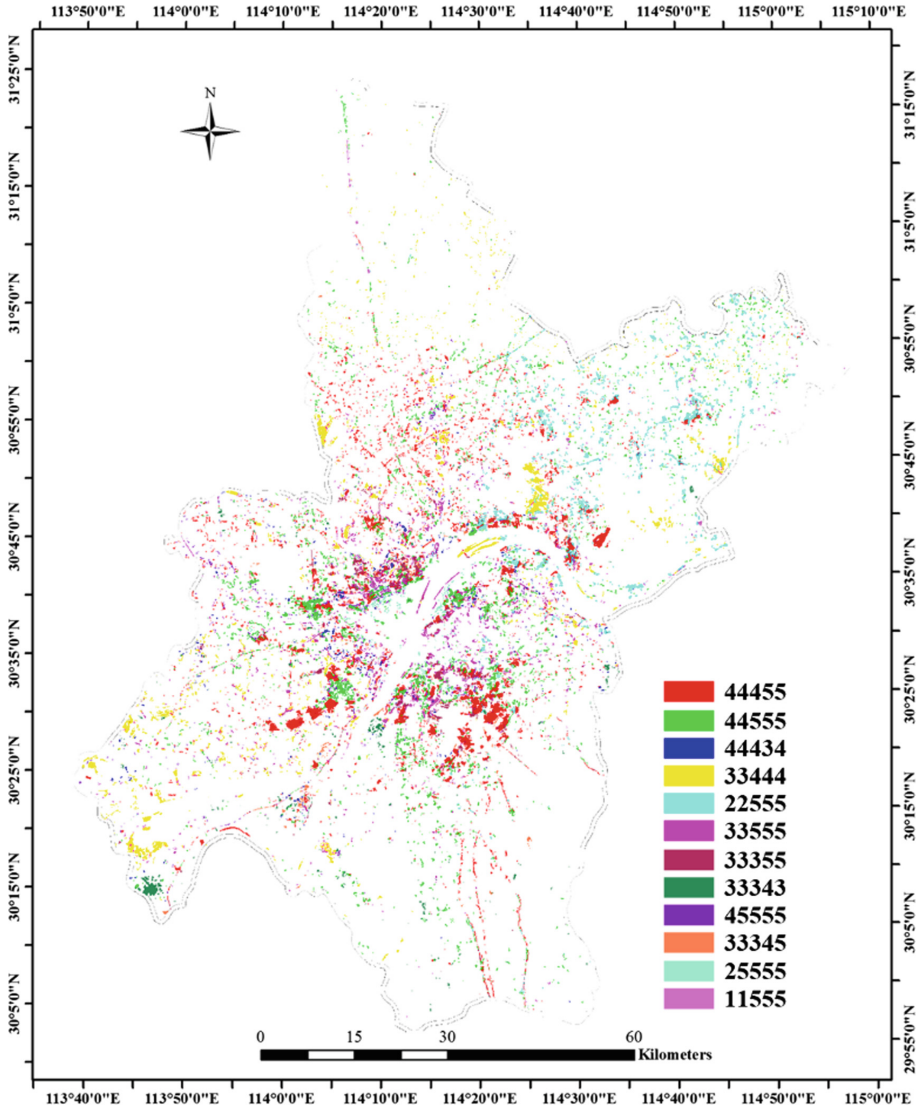 113°50'0"E 114°0'0"E 114°10'0"E 114°20'0"E 114°30'0"E 114°40'0"E 114°50'0"E 115°0'0"E 115°10'0"E
31°25'0"N
31°15'0"N
31°5'0"N
30°55'0"N
30°45'0"N
30°35'0"N
30°25'0"N
30°15'0"N
30°5'0"N
N
31°15'0"N
31°5'0"N
30°55'0"N
30°45'0"N
30°35'0"N
30°25'0"N
30°15'0"N
30°5'0"N
29°55'0"N
44455
44555
44434
33444
22555
33555
33355
33343
45555
33345
25555
11555
0 15 30 60
Kilometers
113°40'0"E 113°50'0"E 114°0'0"E 114°10'0"E 114°20'0"E 114°30'0"E 114°40'0"E 114°50'0"E 115°0'0"E